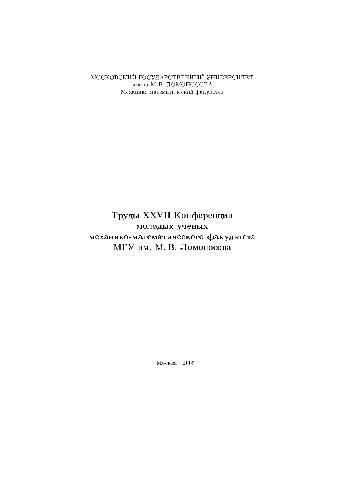 МОСКОВСКИЙ ГОСУДАРСТВЕННЫЙ УНИВЕРСИТЕТ
имени М.В. ЛОМОНОСОВА
Механико-математический факультет
Труды XXVII Конференции
молодых ученых
механико-математического факультета
МГУ им. М. В. Ломоносова
Москва